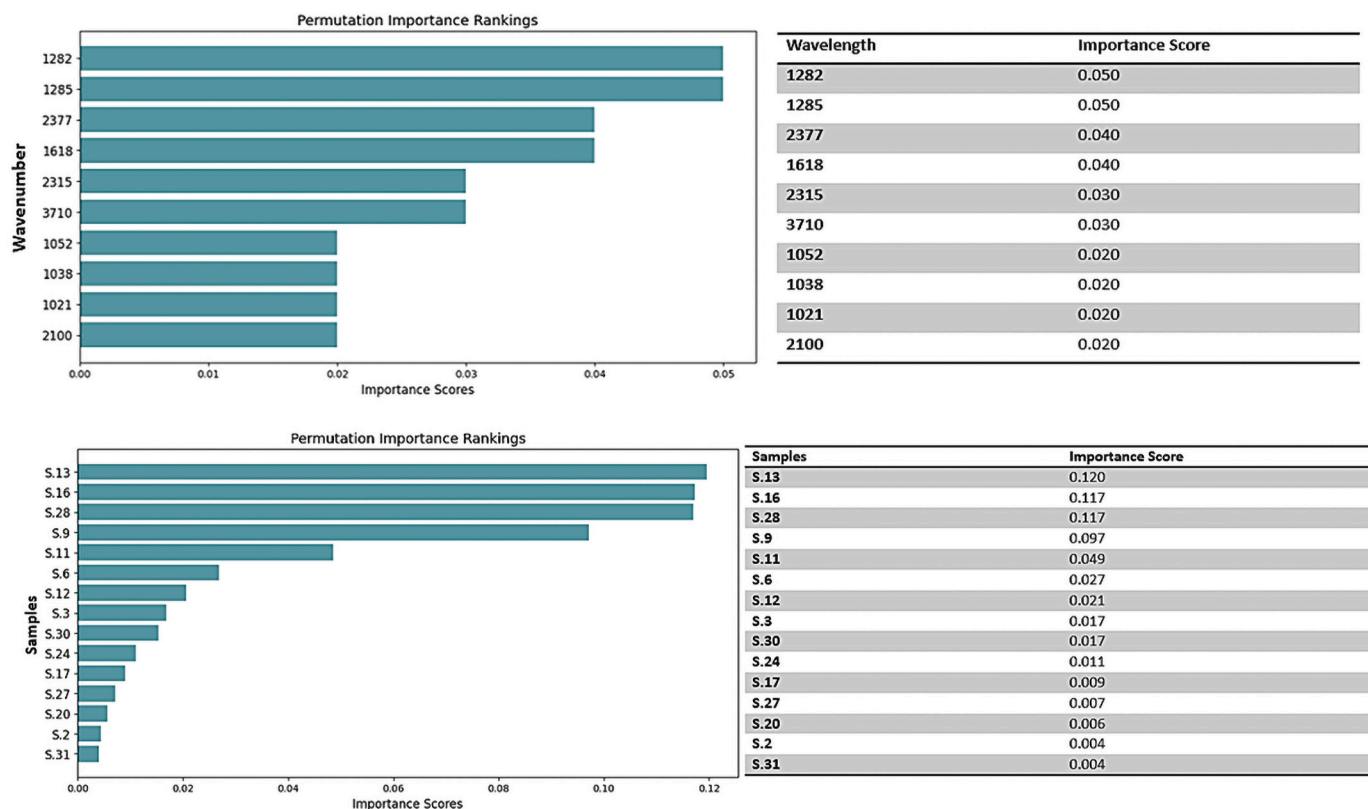 Permutation Importance Rankings
Wavenumber
1282
1285
2377
1618
2315
3710
1052
1038
1021
2100
0.00 0.01 0.02 0.03 0.04 0.05
Importance Scores
Wavelength Importance Score
1282 0.050
1285 0.050
2377 0.040
1618 0.040
2315 0.030
3710 0.030
1052 0.020
1038 0.020
1021 0.020
2100 0.020
Permutation Importance Rankings
Samples
S.13
S.16
S.28
S.9
S.11
S.6
S.12
S.3
S.30
S.24
S.17
S.27
S.20
S.2
S.31
0.00 0.02 0.04 0.06 0.08 0.10 0.12
Importance Scores
Samples Importance Score
S.13 0.120
S.16 0.117
S.28 0.117
S.9 0.097
S.11 0.049
S.6 0.027
S.12 0.021
S.3 0.017
S.30 0.017
S.24 0.011
S.17 0.009
S.27 0.007
S.20 0.006
S.2 0.004
S.31 0.004